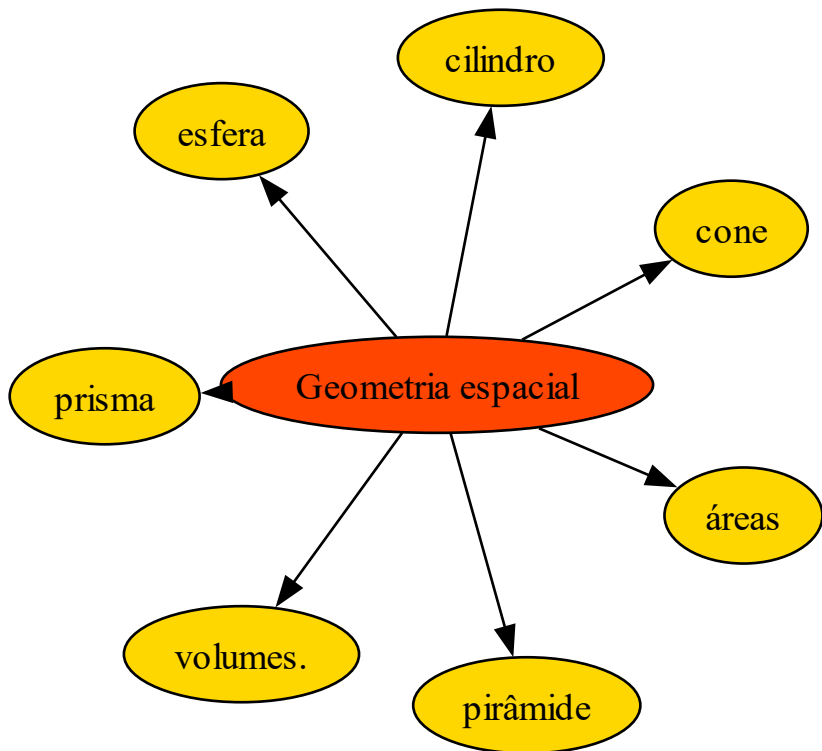 cilindro
esfera
cone
Geometria espacial
prisma
áreas
volumes.
pirâmide